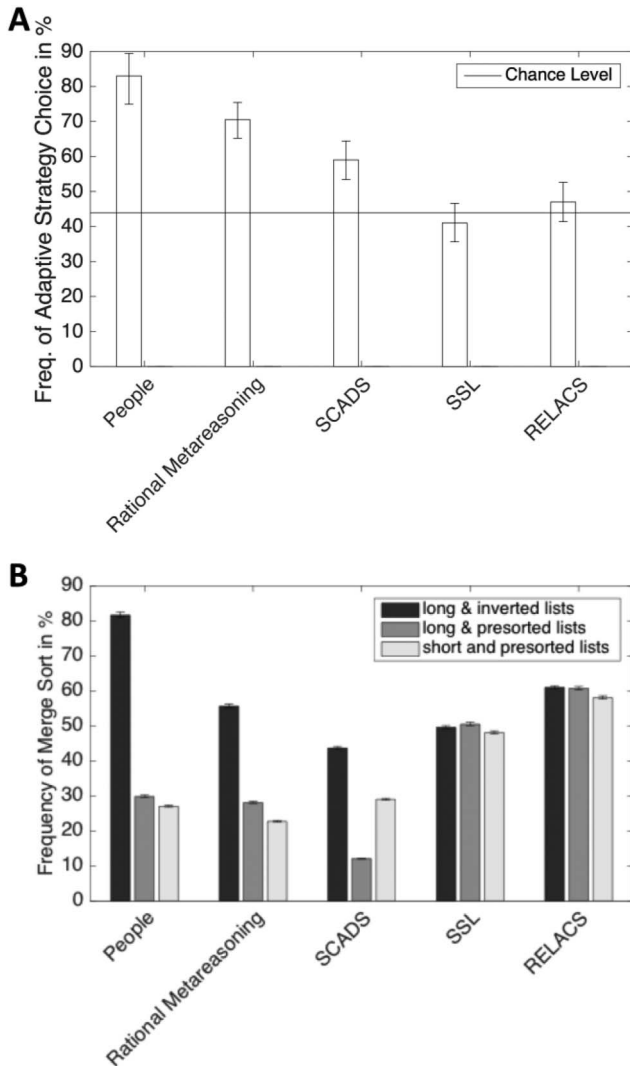 A
Freq. of Adaptive Strategy Choice in %
90
80
70
60
50
40
30
20
10
0
Chance Level
People
Rational Metareasoning
SCADS
SSL
RELACS
B
Frequency of Merge Sort in %
90
80
70
60
50
40
30
20
10
0
long & inverted lists
long & presorted lists
short and presorted lists
People
Rational Metareasoning
SCADS
SSL
RELACS